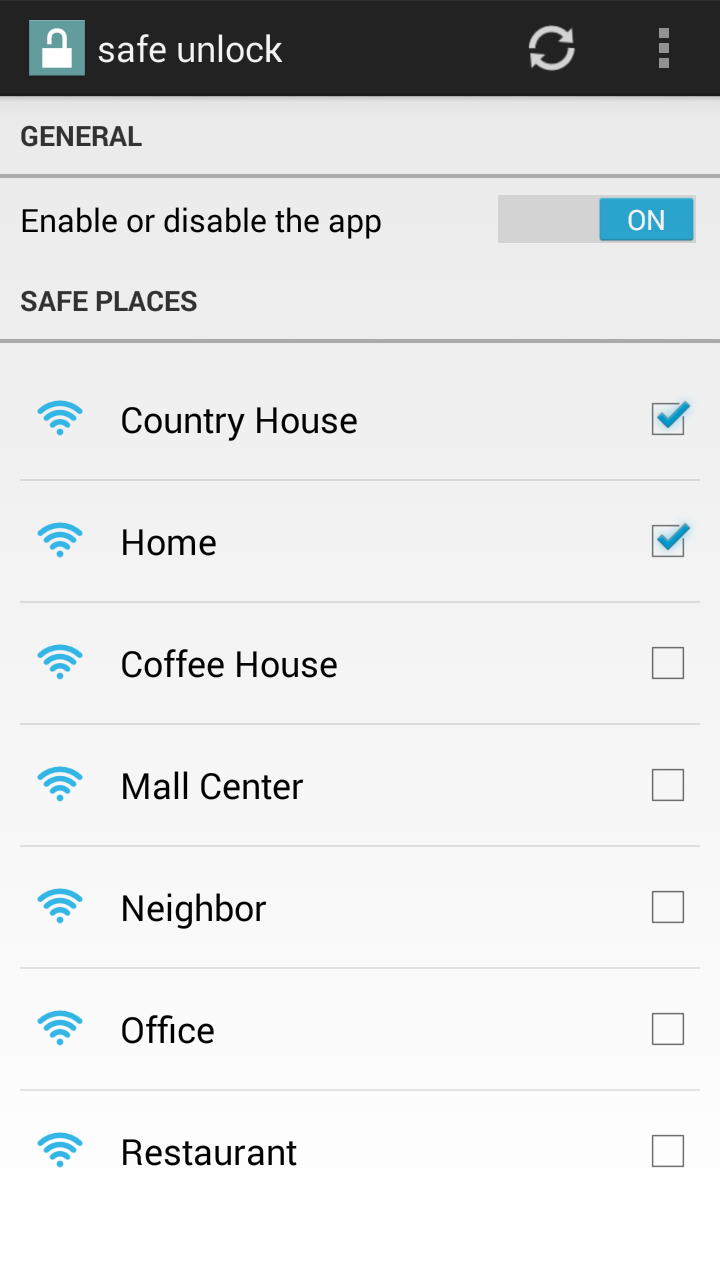 safe unlock
GENERAL
Enable or disable the app ON
SAFE PLACES
Country House
Home
Coffee House
Mall Center
Neighbor
Office
Restaurant